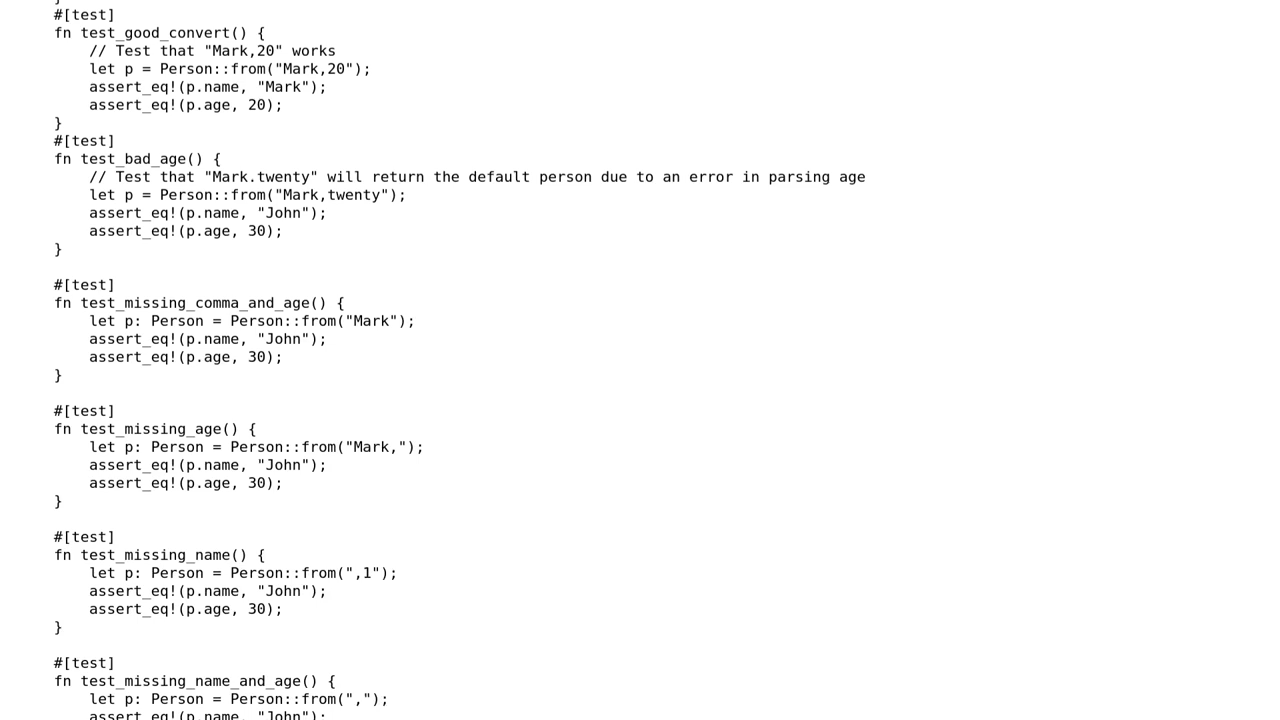 }
#[test]
fn test_good_convert() {
    // Test that "Mark,20" works
    let p = Person::from("Mark,20");
    assert_eq!(p.name, "Mark");
    assert_eq!(p.age, 20);
}
#[test]
fn test_bad_age() {
    // Test that "Mark.twenty" will return the default person due to an error in parsing age
    let p = Person::from("Mark,twenty");
    assert_eq!(p.name, "John");
    assert_eq!(p.age, 30);
}

#[test]
fn test_missing_comma_and_age() {
    let p: Person = Person::from("Mark");
    assert_eq!(p.name, "John");
    assert_eq!(p.age, 30);
}

#[test]
fn test_missing_age() {
    let p: Person = Person::from("Mark,");
    assert_eq!(p.name, "John");
    assert_eq!(p.age, 30);
}

#[test]
fn test_missing_name() {
    let p: Person = Person::from(",1");
    assert_eq!(p.name, "John");
    assert_eq!(p.age, 30);
}

#[test]
fn test_missing_name_and_age() {
    let p: Person = Person::from(",");
    assert_eq!(p.name, "John");